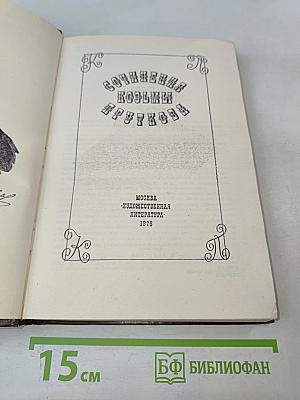 К П
СОЧИНЕНИЯ
КОЗЬМЫ
ПРУТКОВА
МОСКВА
«ХУДОЖЕСТВЕННАЯ
ЛИТЕРАТУРА»
1976
К П
15 см
БФ БИБЛИОФАН